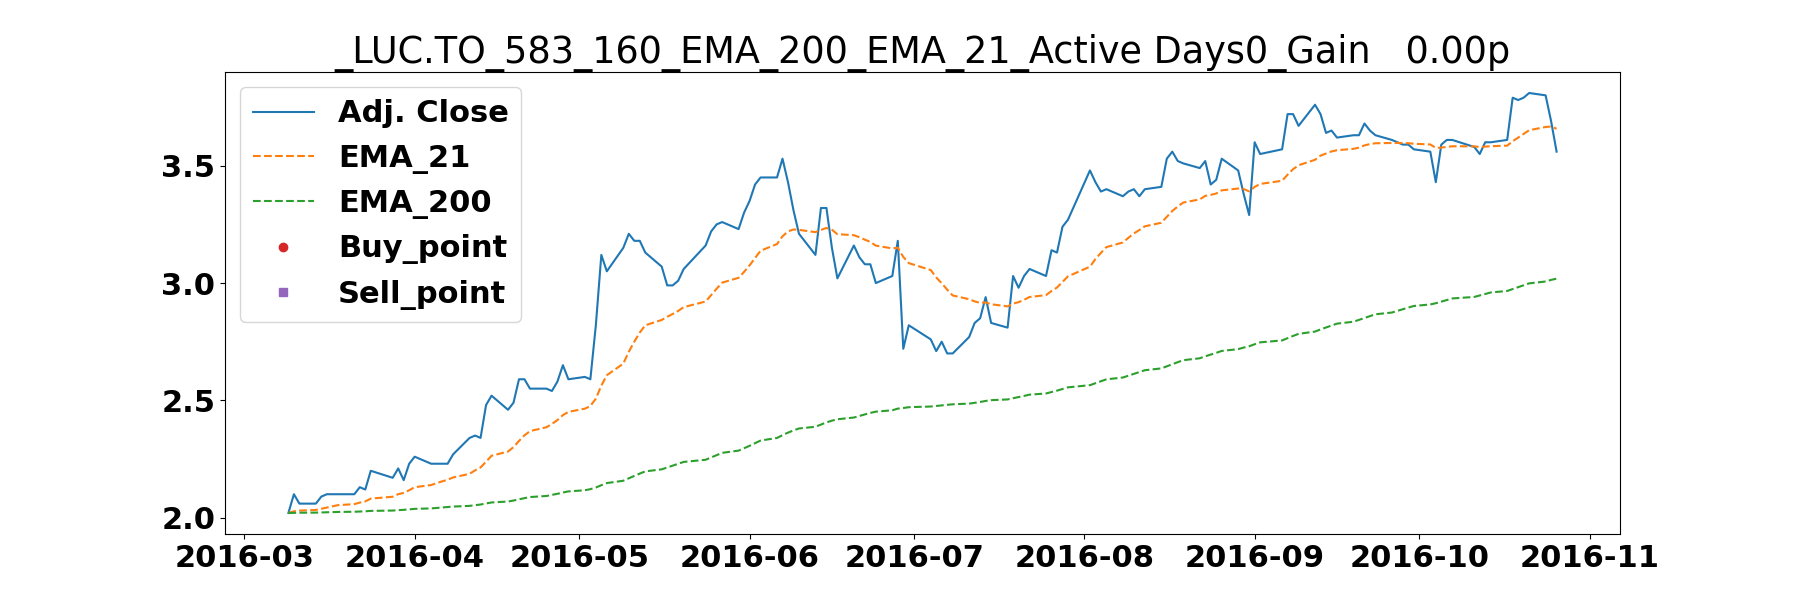 _LUC.TO_583_160_EMA_200_EMA_21_Active Days0_Gain   0.00p
Adj. Close
EMA_21
EMA_200
Buy_point
Sell_point
3.5
3.0
2.5
2.0
2016-03 2016-04 2016-05 2016-06 2016-07 2016-08 2016-09 2016-10 2016-11